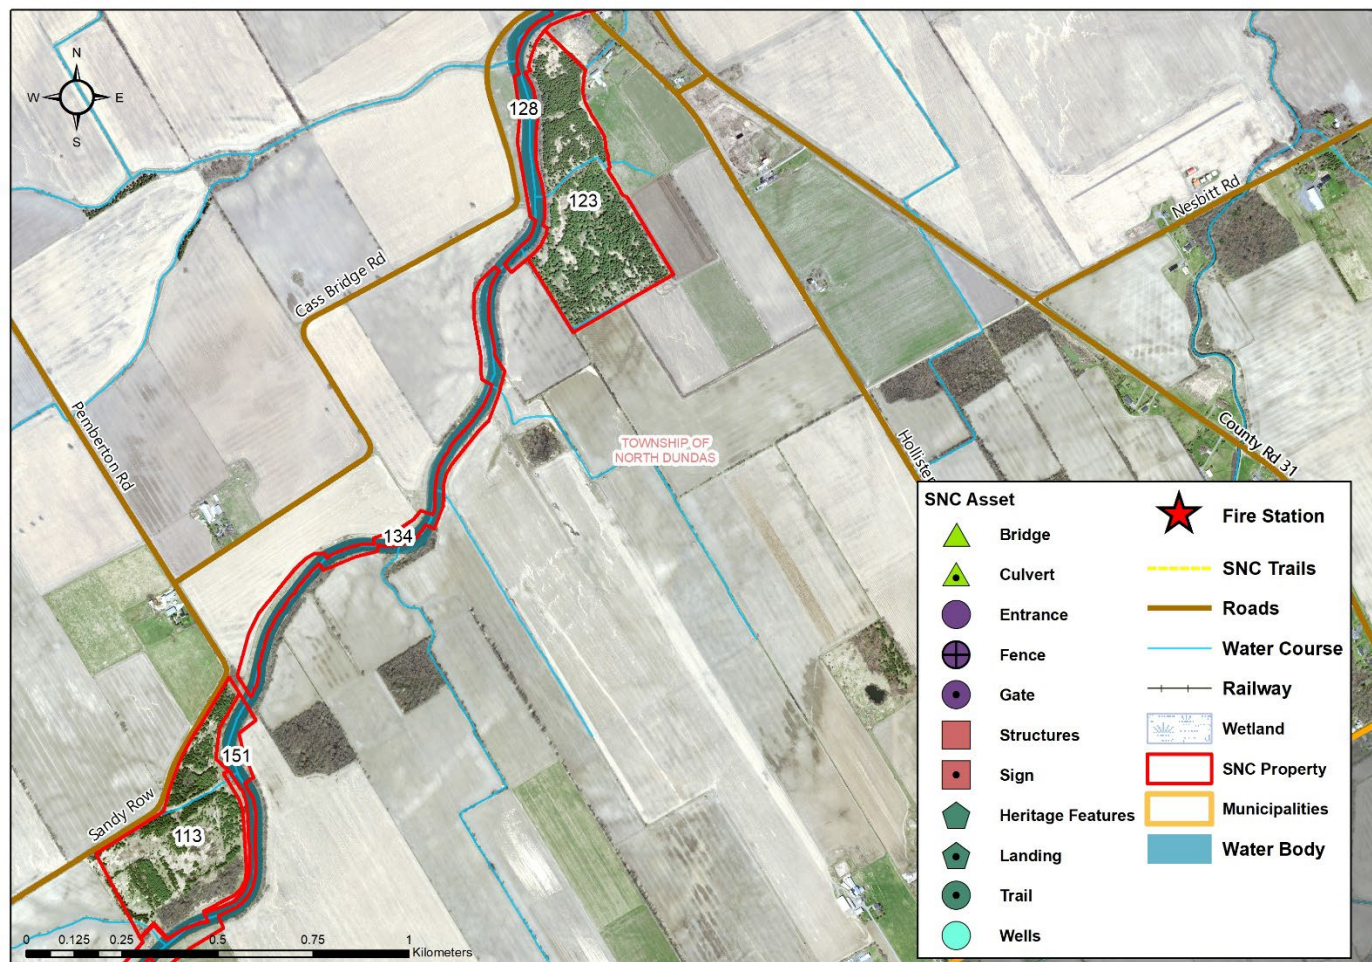 N
W E
S
128
123
Cass Bridge Rd
Nesbitt Rd
Pemberton Rd
TOWNSHIP OF
NORTH DUNDAS
Hollister
County Rd 31
134
151
Sandy Row
113
0 0.125 0.25 0.5 0.75 1
Kilometers
SNC Asset
Bridge
Culvert
Entrance
Fence
Gate
Structures
Sign
Heritage Features
Landing
Trail
Wells
Fire Station
SNC Trails
Roads
Water Course
Railway
Wetland
SNC Property
Municipalities
Water Body